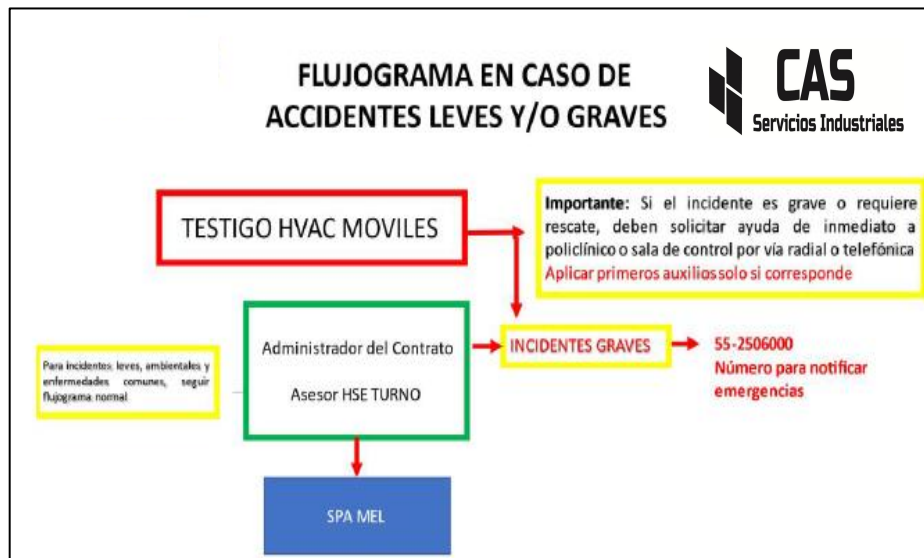 FLUJOGRAMA EN CASO DE
ACCIDENTES LEVES Y/O GRAVES
CAS
Servicios Industriales
TESTIGO HVAC MOVILES
Importante: Si el incidente es grave o requiere
rescate, deben solicitar ayuda de inmediato a
policlínico o sala de control por vía radial o telefónica
Aplicar primeros auxilios solo si corresponde
Administrador del Contrato
Asesor HSE TURNO
INCIDENTES GRAVES
55-2506000
Número para notificar
emergencias
Para incidentes, leves, ambientales y
enfermedades comunes, seguir
flujograma normal
SPA MEL